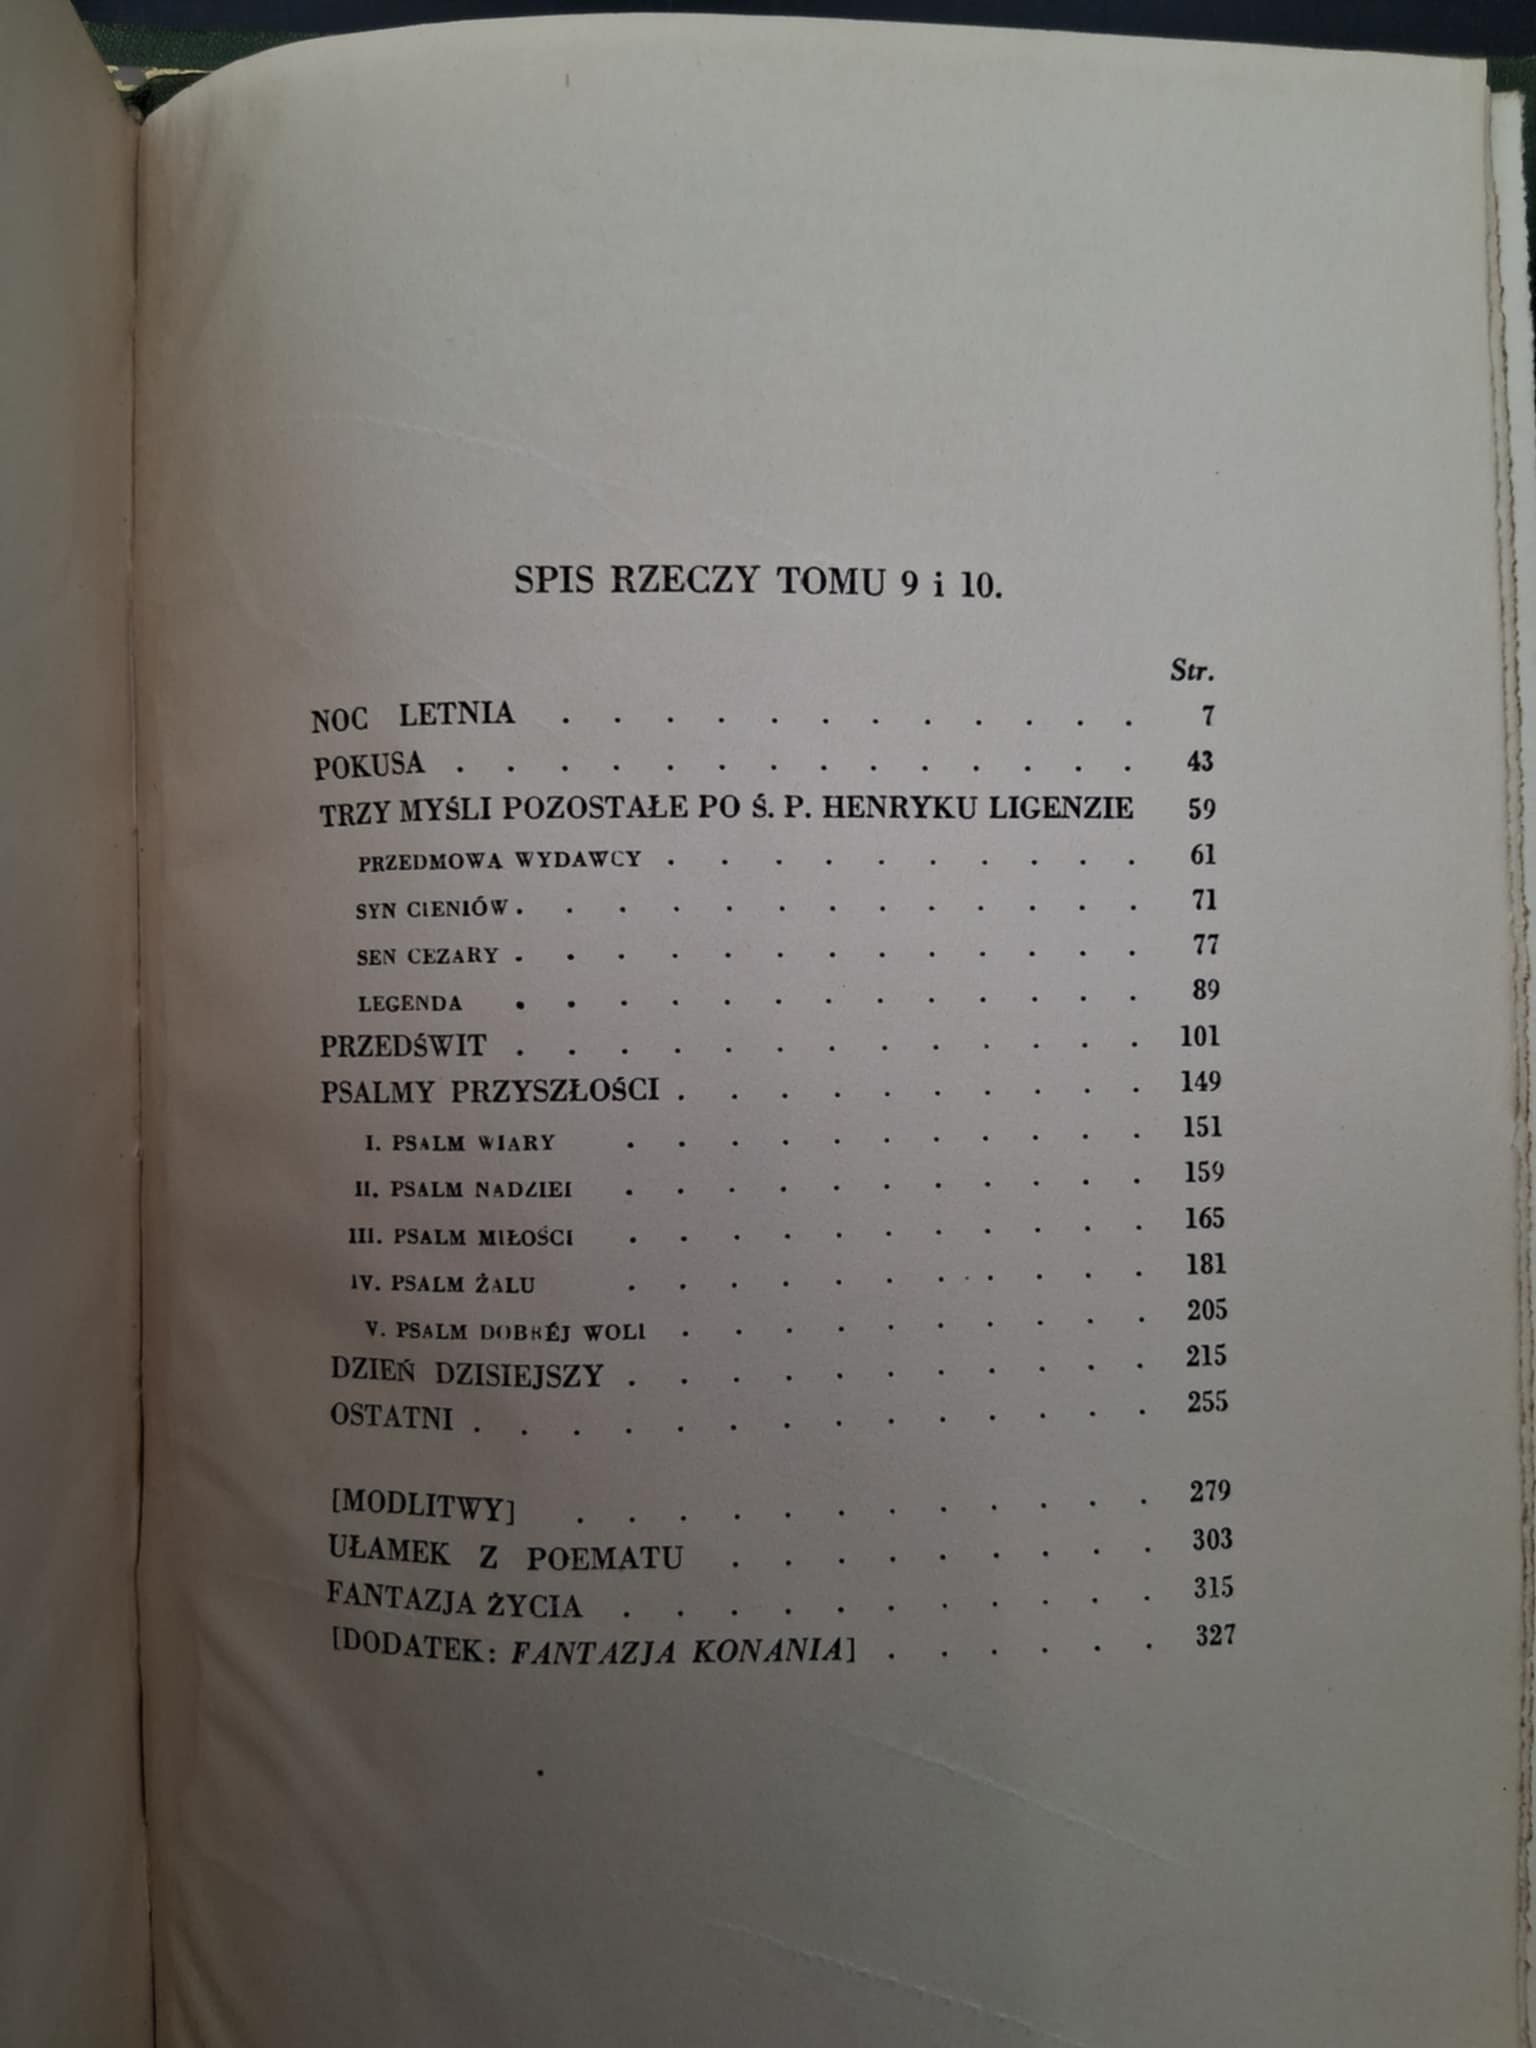 SPIS RZECZY TOMU 9 i 10.
Str.
NOC LETNIA . . . . . . . . . . . . 7
POKUSA . . . . . . . . . . . . . . 43
TRZY MYŚLI POZOSTAŁE PO Ś. P. HENRYKU LIGENZIE 59
PRZEDMOWA WYDAWCY . . . . . . . . . . 61
SYN CIENIÓW . . . . . . . . . . . . . 71
SEN CEZARY . . . . . . . . . . . . . 77
LEGENDA . . . . . . . . . . . . . 89
PRZEDŚWIT . . . . . . . . . . . . . 101
PSALMY PRZYSZŁOŚCI . . . . . . . . . . 149
I. PSALM WIARY . . . . . . . . . . . 151
II. PSALM NADZIEI . . . . . . . . . . . 159
III. PSALM MIŁOŚCI . . . . . . . . . . . 165
IV. PSALM ŻALU . . . . . . . . . . . 181
V. PSALM DOBRÉJ WOLI . . . . . . . . . . 205
DZIEŃ DZISIEJSZY . . . . . . . . . . . 215
OSTATNI . . . . . . . . . . . . . . 255
[MODLITWY] . . . . . . . . . . . . 279
UŁAMEK Z POEMATU . . . . . . . . . 303
FANTAZJA ŻYCIA . . . . . . . . . . . 315
[DODATEK: FANTAZJA KONANIA] . . . . . . 327